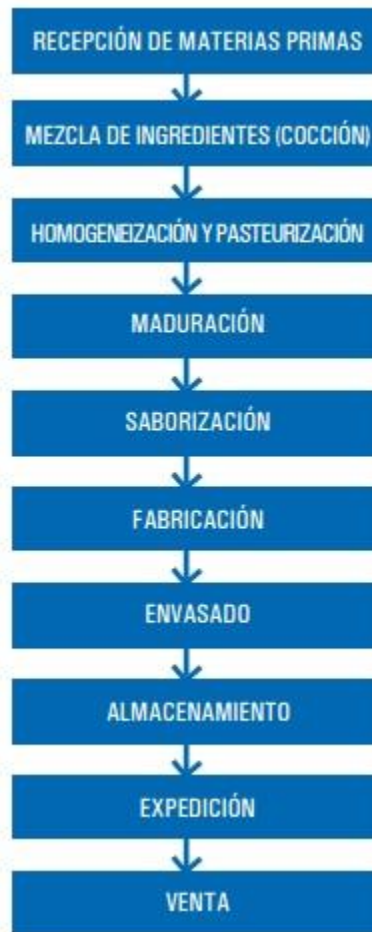 RECEPCIÓN DE MATERIAS PRIMAS
MEZCLA DE INGREDIENTES (COCCIÓN)
HOMOGENEIZACIÓN Y PASTEURIZACIÓN
MADURACIÓN
SABORIZACIÓN
FABRICACIÓN
ENVASADO
ALMACENAMIENTO
EXPEDICIÓN
VENTA